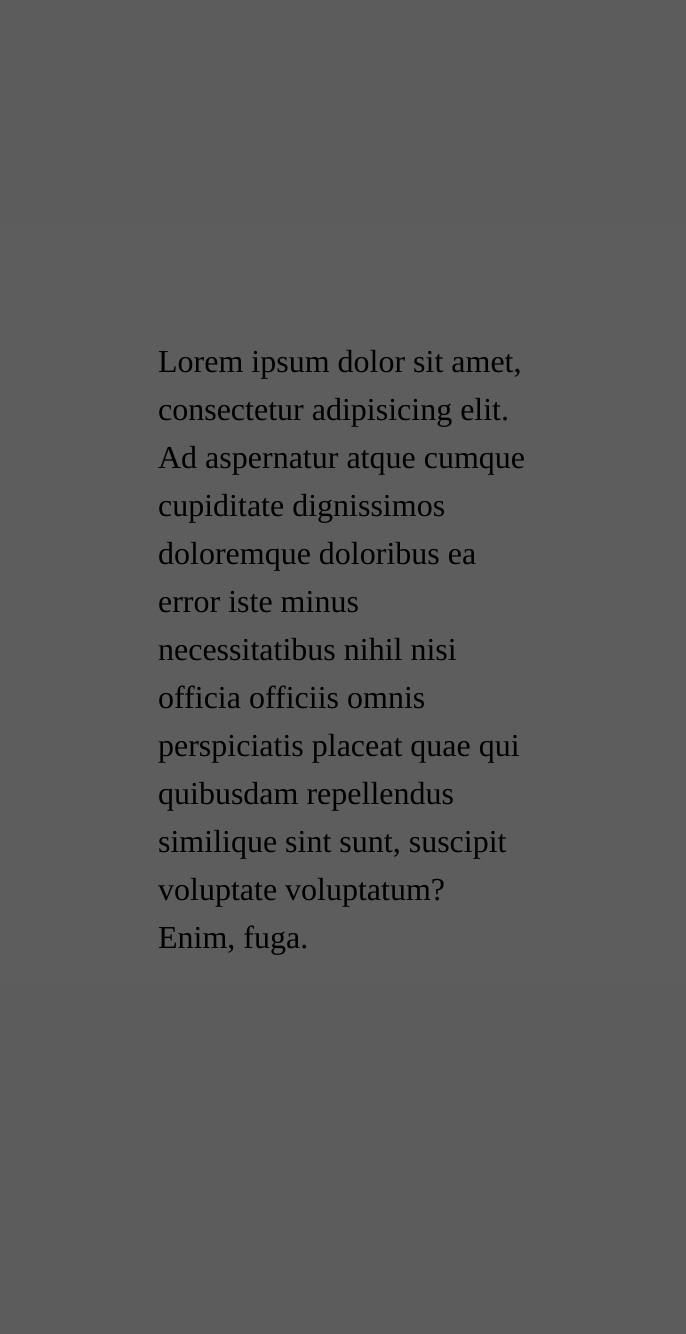 Lorem ipsum dolor sit amet,
consectetur adipisicing elit.
Ad aspernatur atque cumque
cupiditate dignissimos
doloremque doloribus ea
error iste minus
necessitatibus nihil nisi
officia officiis omnis
perspiciatis placeat quae qui
quibusdam repellendus
similique sint sunt, suscipit
voluptate voluptatum?
Enim, fuga.